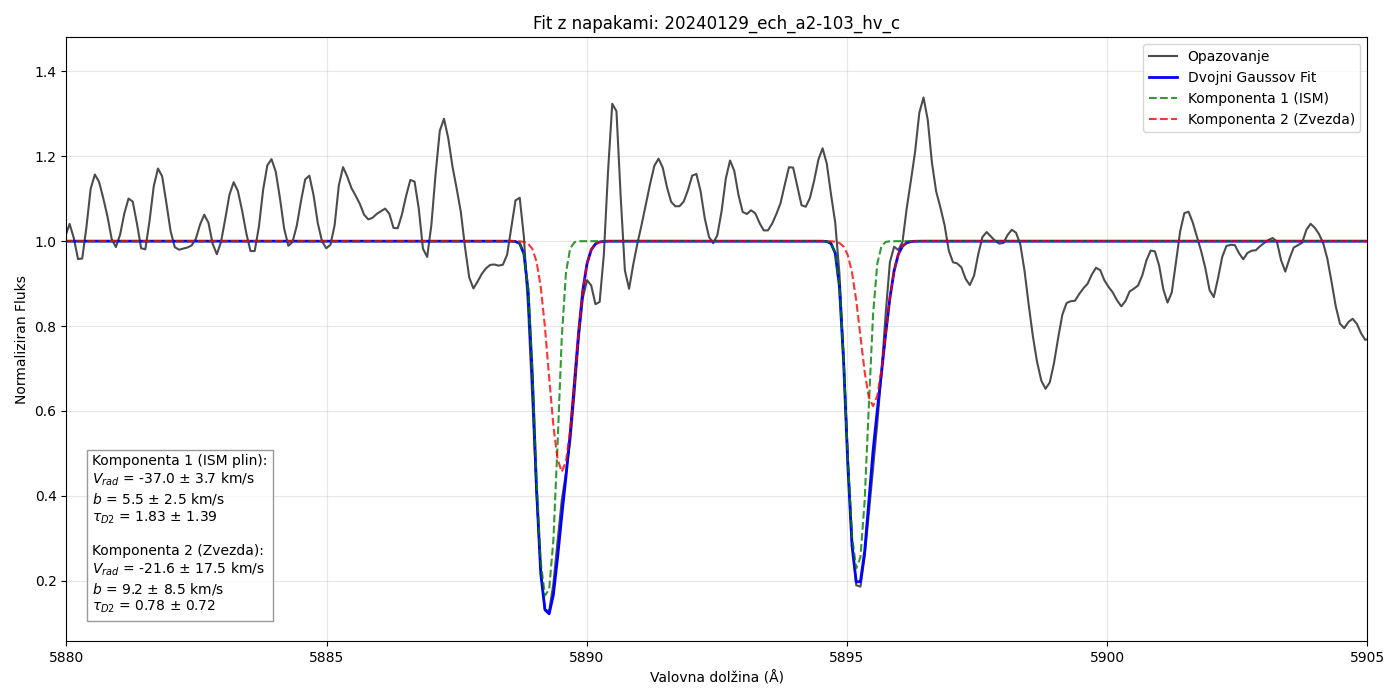 Fit z napakami: 20240129_ech_a2-103_hv_c
Normaliziran Fluks
1.4
1.2
1.0
0.8
0.6
0.4
0.2
Opazovanje
Dvojni Gaussov Fit
Komponenta 1 (ISM)
Komponenta 2 (Zvezda)
Komponenta 1 (ISM plin):
V_rad = -37.0 ± 3.7 km/s
b = 5.5 ± 2.5 km/s
τ_D2 = 1.83 ± 1.39
Komponenta 2 (Zvezda):
V_rad = -21.6 ± 17.5 km/s
b = 9.2 ± 8.5 km/s
τ_D2 = 0.78 ± 0.72
5880 5885 5890 5895 5900 5905
Valovna dolžina (Å)